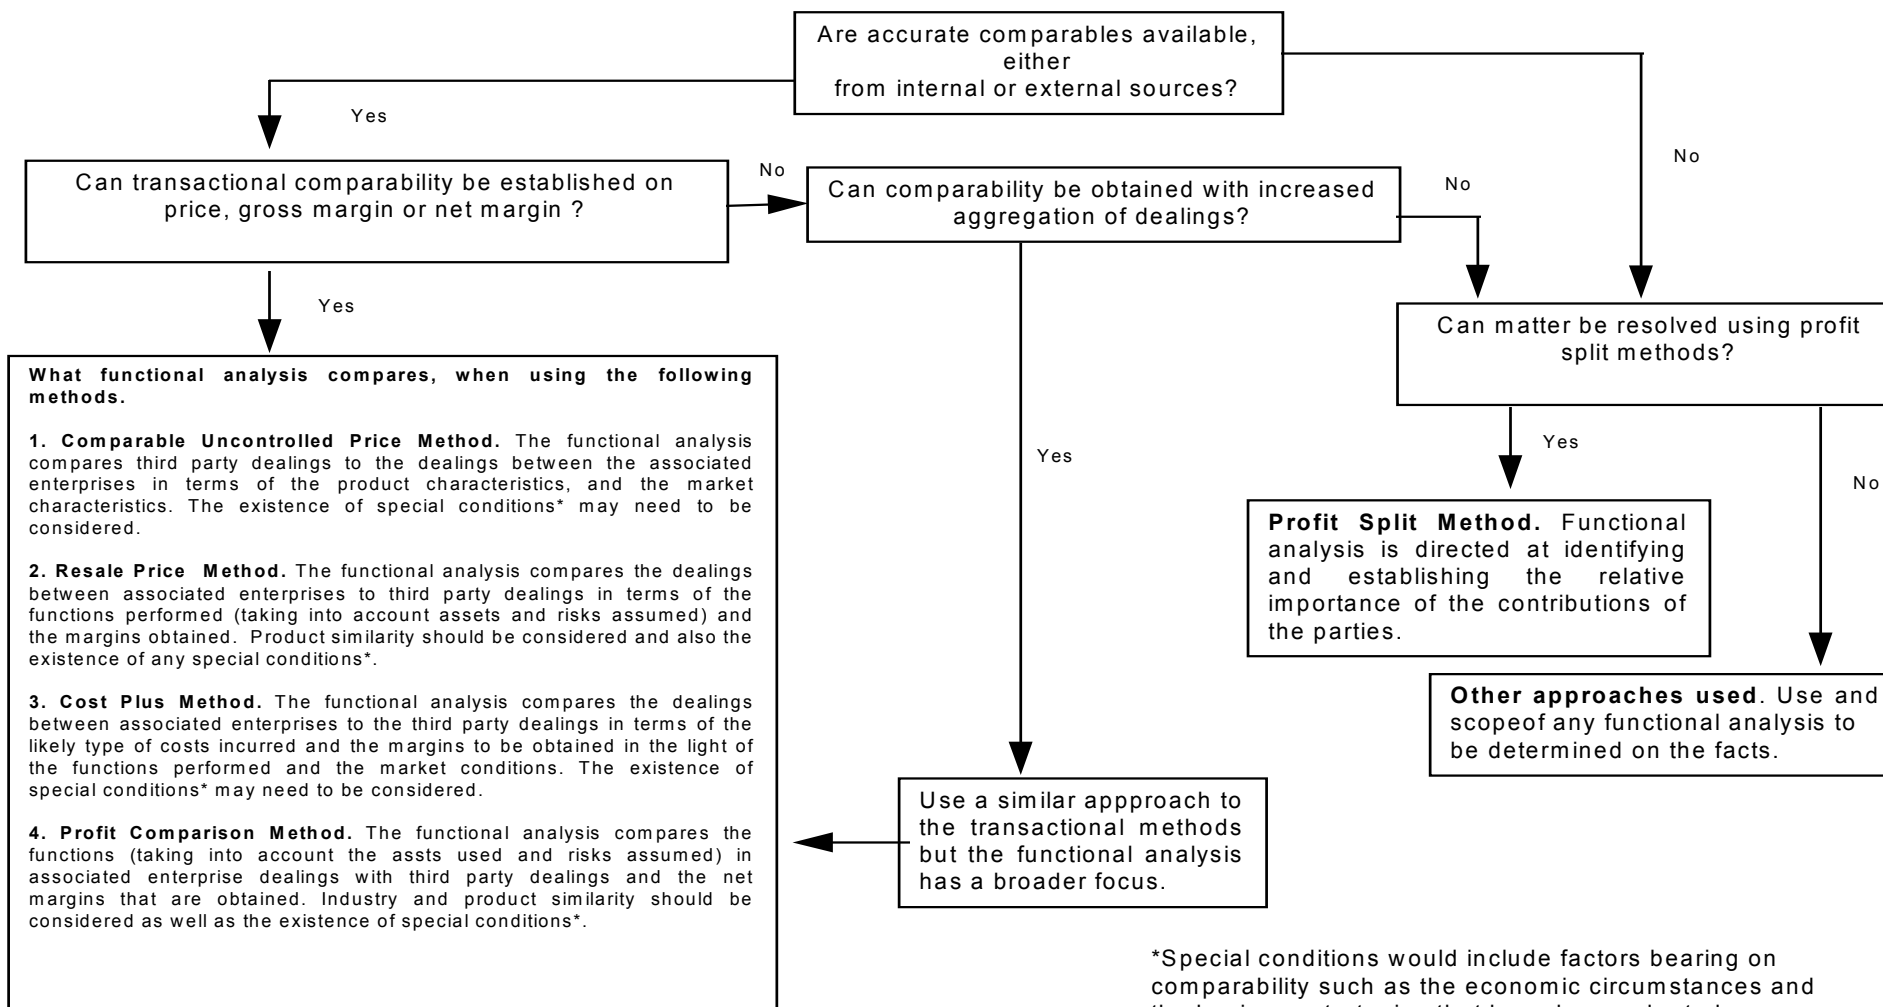 Are accurate comparables available,
either
from internal or external sources?
Yes
No
Can transactional comparability be established on
price, gross margin or net margin ?
No
Can comparability be obtained with increased
aggregation of dealings?
No
Yes
Can matter be resolved using profit
split methods?
What functional analysis compares, when using the following
methods.
1. Comparable Uncontrolled Price Method. The functional analysis
compares third party dealings to the dealings between the associated
enterprises in terms of the product characteristics, and the market
characteristics. The existence of special conditions* may need to be
considered.
2. Resale Price Method. The functional analysis compares the dealings
between associated enterprises to third party dealings in terms of the
functions performed (taking into account assets and risks assumed) and
the margins obtained. Product similarity should be considered and also the
existence of any special conditions*.
3. Cost Plus Method. The functional analysis compares the dealings
between associated enterprises to the third party dealings in terms of the
likely type of costs incurred and the margins to be obtained in the light of
the functions performed and the market conditions. The existence of
special conditions* may need to be considered.
4. Profit Comparison Method. The functional analysis compares the
functions (taking into account the assts used and risks assumed) in
associated enterprise dealings with third party dealings and the net
margins that are obtained. Industry and product similarity should be
considered as well as the existence of special conditions*.
Yes
Yes
No
Profit Split Method. Functional
analysis is directed at identifying
and establishing the relative
importance of the contributions of
the parties.
Other approaches used. Use and
scopeof any functional analysis to
be determined on the facts.
Use a similar appproach to
the transactional methods
but the functional analysis
has a broader focus.
*Special conditions would include factors bearing on
comparability such as the economic circumstances and